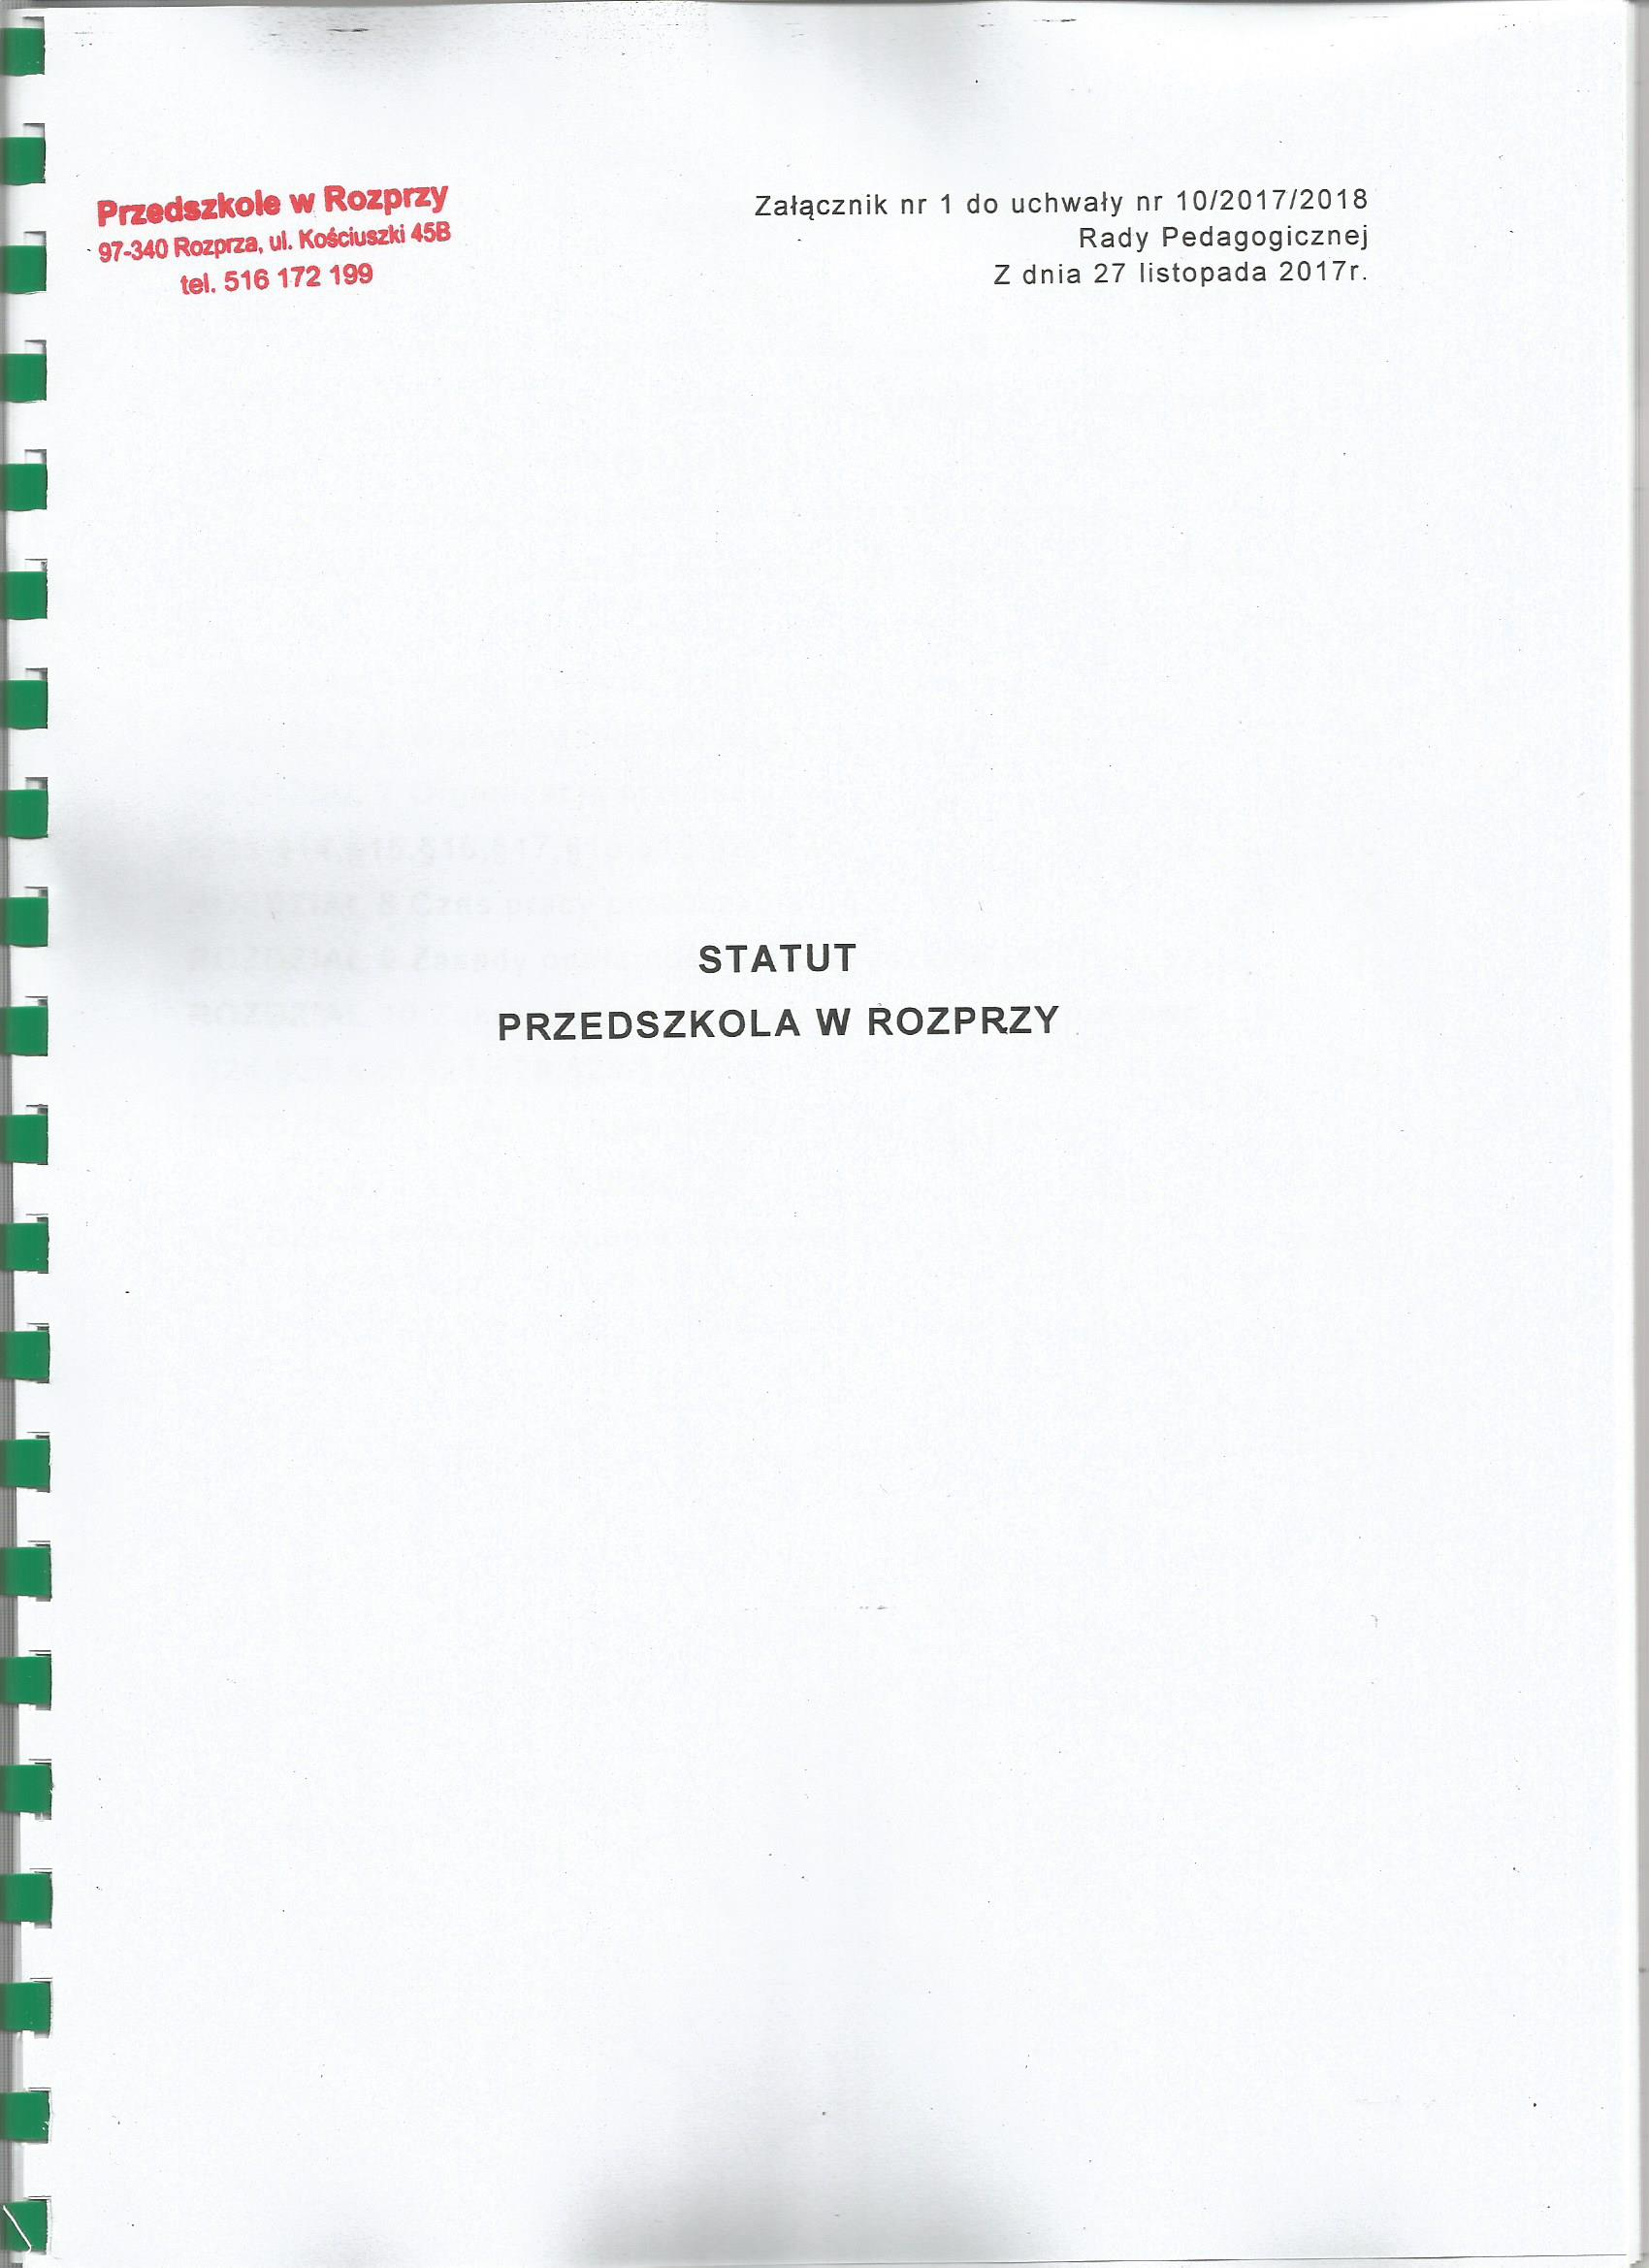 Przedszkole w Rozprzy
97-340 Rozprza, ul. Kościuszki 45B
tel. 516 172 199
Załącznik nr 1 do uchwały nr 10/2017/2018
Rady Pedagogicznej
Z dnia 27 listopada 2017r.
STATUT
PRZEDSZKOLA W ROZPRZY